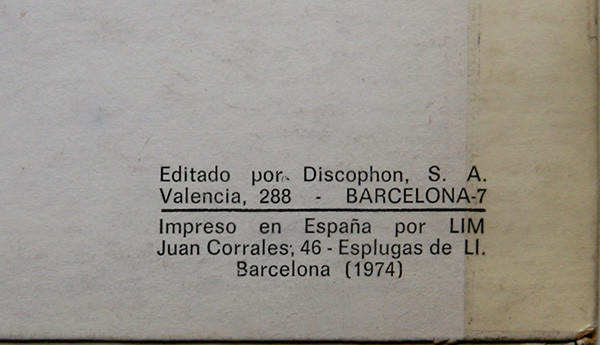 Editado por Discophon, S. A.
Valencia, 288 - BARCELONA-7
Impreso en España por LIM
Juan Corrales, 46 - Esplugas de Ll.
Barcelona (1974)